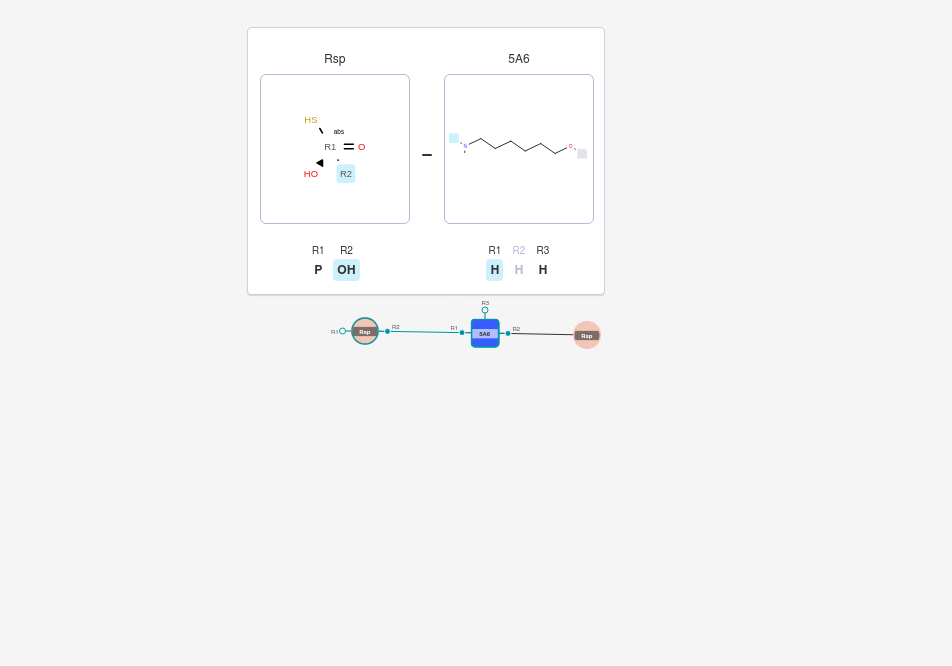 Rsp 5A6
HS
abs
R1 O
HO R2
N O
R1 R2 R1 R2 R3
P OH H H H
R3
R1 Rsp R2 R1 5A6 R2 Rsp